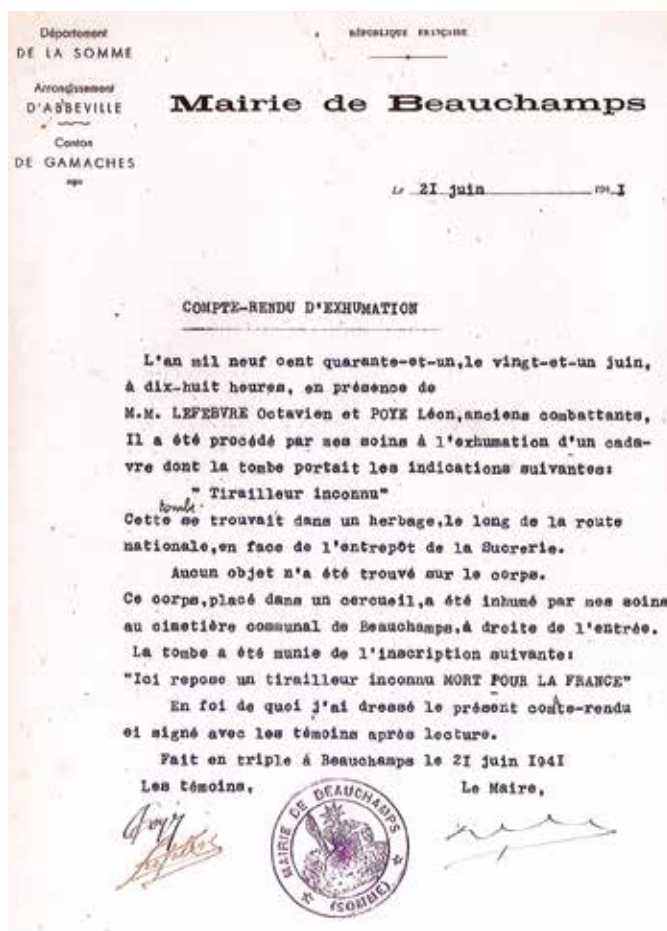 Département
DE LA SOMME
Arrondissement
D'ABBEVILLE
Canton
DE GAMACHES
RÉPUBLIQUE FRANÇAISE
Mairie de Beauchamps
Le 21 juin 194 I
COMPTE-RENDU D'EXHUMATION
L'an mil neuf cent quarante-et-un,le vingt-et-un juin,
à dix-huit heures, en présence de
M.M. LEFEBVRE Octavien et POYE Léon,anciens combattants,
Il a été procédé par mes soins à l'exhumation d'un cada-
vre dont la tombe portait les indications suivantes:
" Tirailleur inconnu"
tombe
Cette se trouvait dans un herbage,le long de la route
nationale,en face de l'entrepôt de la Sucrerie.
Aucun objet n'a été trouvé sur le corps.
Ce corps,placé dans un cercueil,a été inhumé par mes soins
au cimetière communal de Beauchamps,à droite de l'entrée.
La tombe a été munie de l'inscription suivante:
"Ici repose un tirailleur inconnu MORT POUR LA FRANCE"
En foi de quoi j'ai dressé le présent -rendu
et signé avec les témoins après lecture.
Fait en triple à Beauchamps le 2I juin I94I
Les témoins,
Le Maire,
MAIRIE DE BEAUCHAMPS
(SOMME)